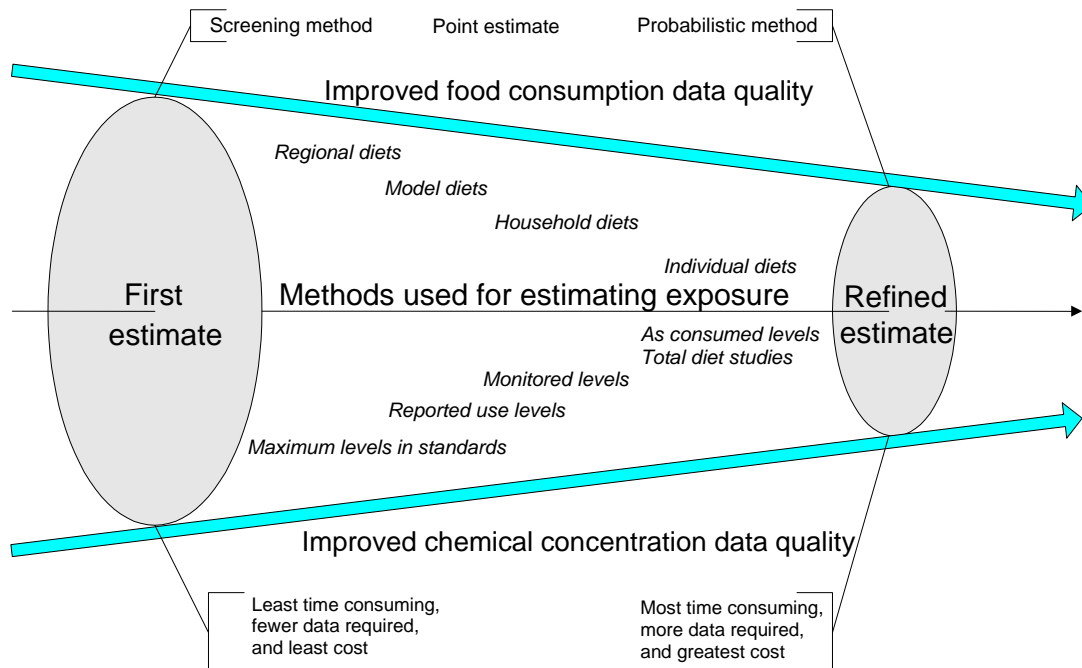 Screening method
Point estimate
Probabilistic method
Improved food consumption data quality
Regional diets
Model diets
Household diets
Individual diets
First
estimate
Methods used for estimating exposure
Refined
estimate
As consumed levels
Total diet studies
Monitored levels
Reported use levels
Maximum levels in standards
Improved chemical concentration data quality
Least time consuming,
fewer data required,
and least cost
Most time consuming,
more data required,
and greatest cost